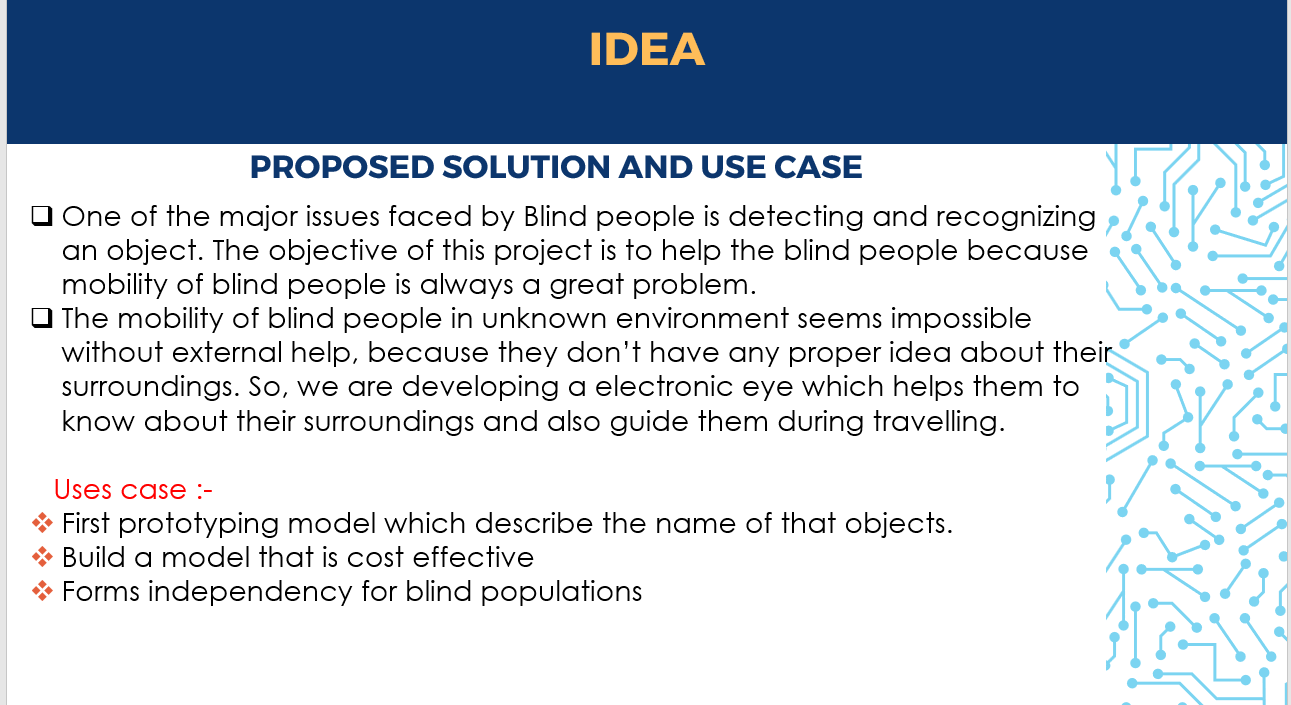 IDEA
PROPOSED SOLUTION AND USE CASE
One of the major issues faced by Blind people is detecting and recognizing
an object. The objective of this project is to help the blind people because
mobility of blind people is always a great problem.
The mobility of blind people in unknown environment seems impossible
without external help, because they don’t have any proper idea about their
surroundings. So, we are developing a electronic eye which helps them to
know about their surroundings and also guide them during travelling.
Uses case :-
First prototyping model which describe the name of that objects.
Build a model that is cost effective
Forms independency for blind populations